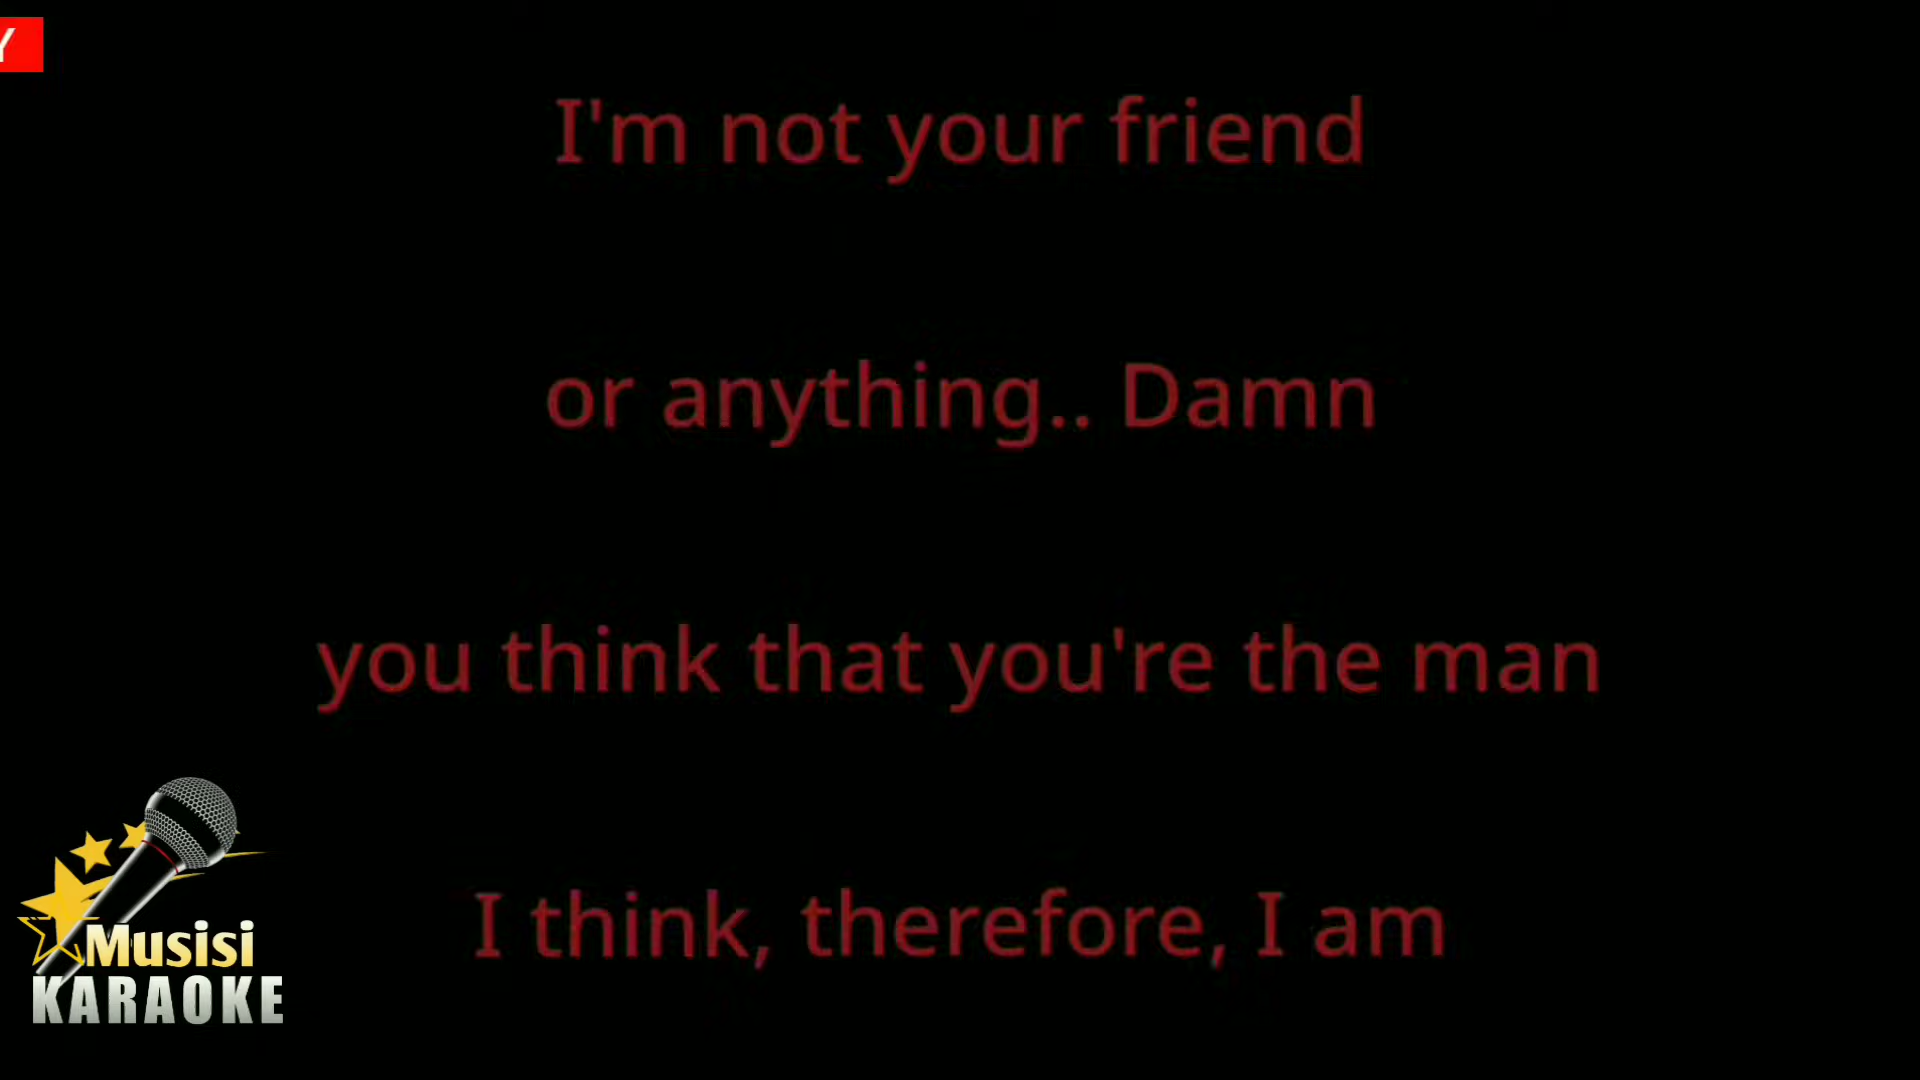 Y
I'm not your friend
or anything.. Damn
you think that you're the man
I think, therefore, I am
Musisi
KARAOKE